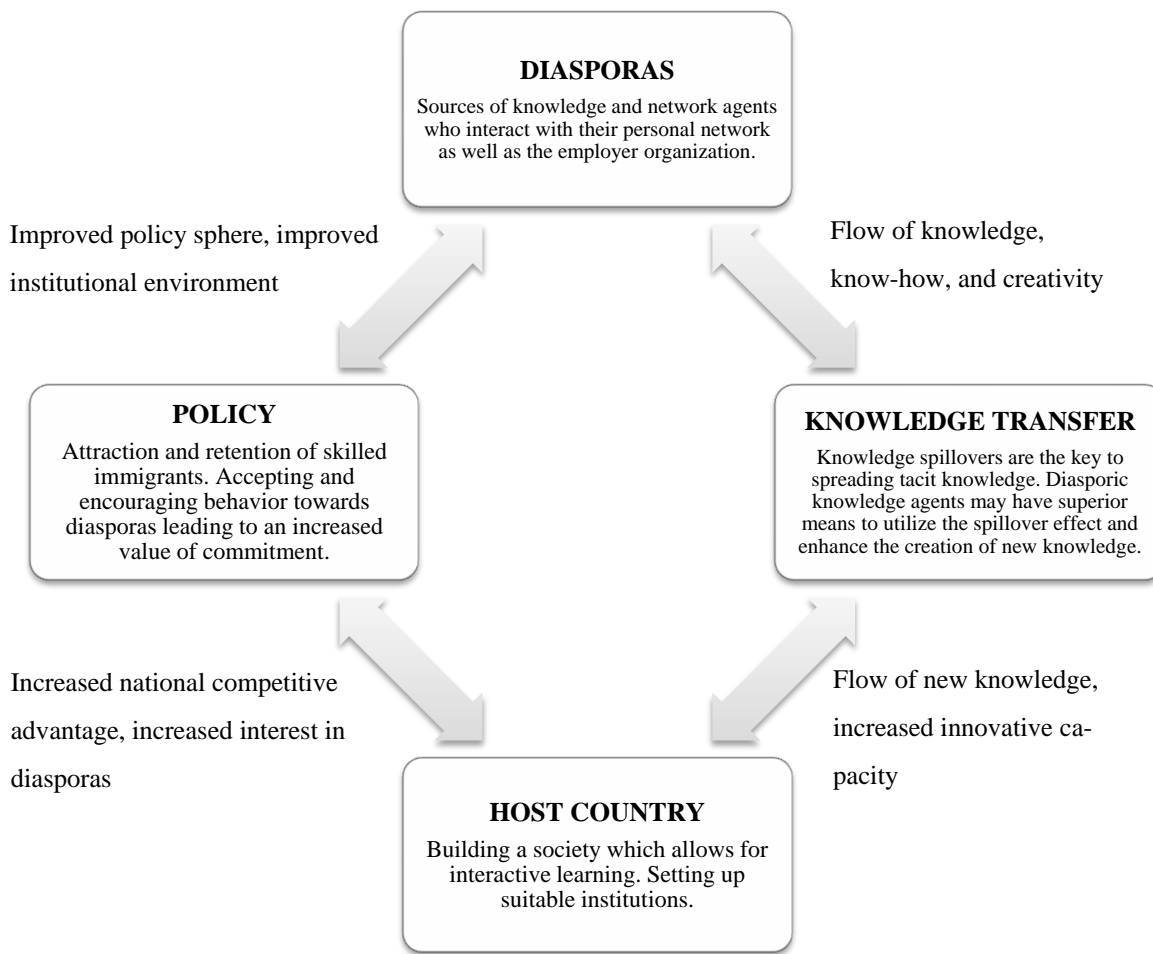 DIASPORAS
Sources of knowledge and network agents
who interact with their personal network
as well as the employer organization.
Improved policy sphere, improved
institutional environment
Flow of knowledge,
know-how, and creativity
POLICY
Attraction and retention of skilled
immigrants. Accepting and
encouraging behavior towards
diasporas leading to an increased
value of commitment.
KNOWLEDGE TRANSFER
Knowledge spillovers are the key to
spreading tacit knowledge. Diasporic
knowledge agents may have superior
means to utilize the spillover effect and
enhance the creation of new knowledge.
Increased national competitive
advantage, increased interest in
diasporas
Flow of new knowledge,
increased innovative ca-
pacity
HOST COUNTRY
Building a society which allows for
interactive learning. Setting up
suitable institutions.